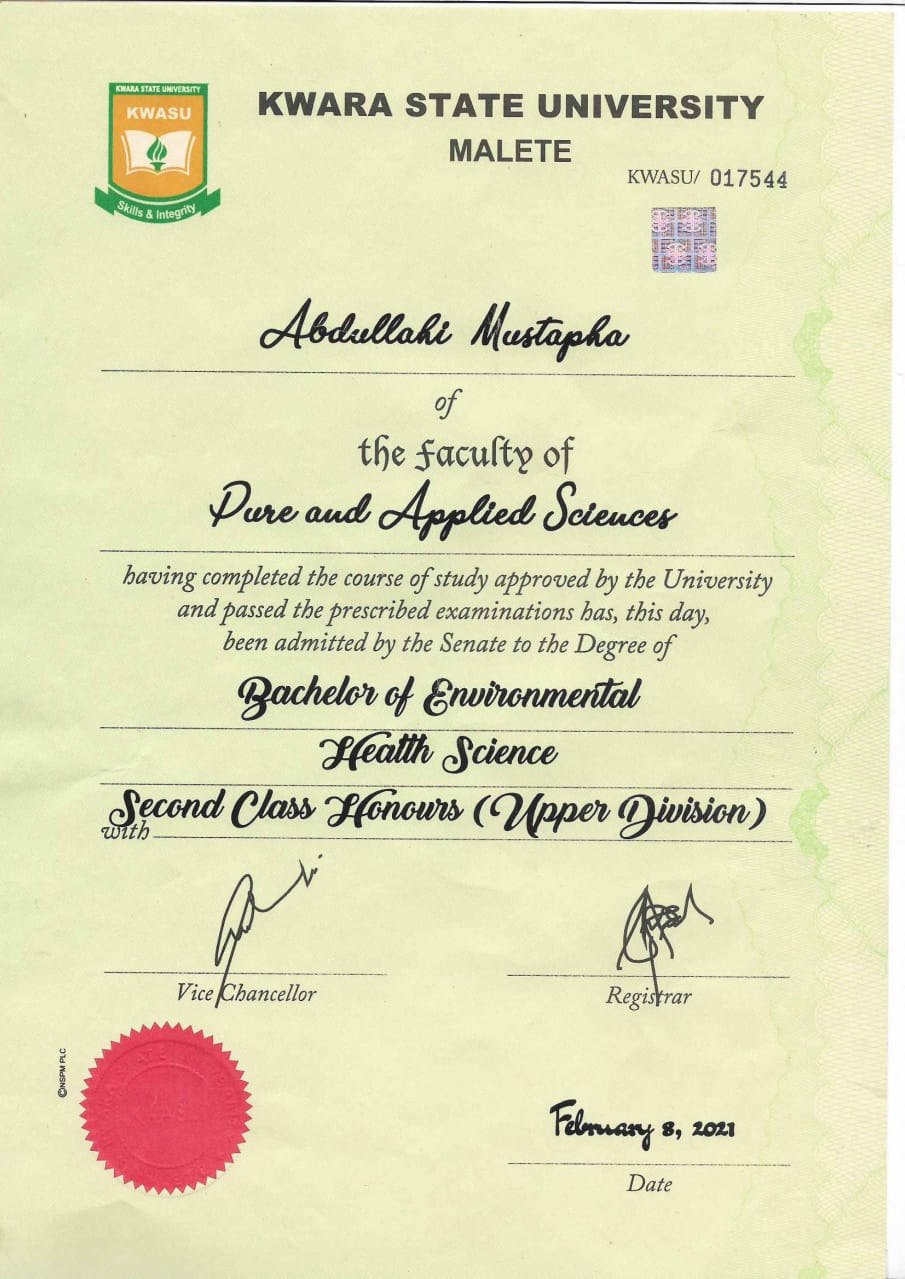 KWARA STATE UNIVERSITY
KWASU
Skills & Integrity
KWARA STATE UNIVERSITY
MALETE
KWASU/ 017544
Abdullahi Mustapha
of
the Faculty of
Pure and Applied Sciences
having completed the course of study approved by the University
and passed the prescribed examinations has, this day,
been admitted by the Senate to the Degree of
Bachelor of Environmental
Health Science
Second Class Honours (Upper Division)
with
Vice Chancellor
Registrar
©NSPM PLC
February 8, 2021
Date